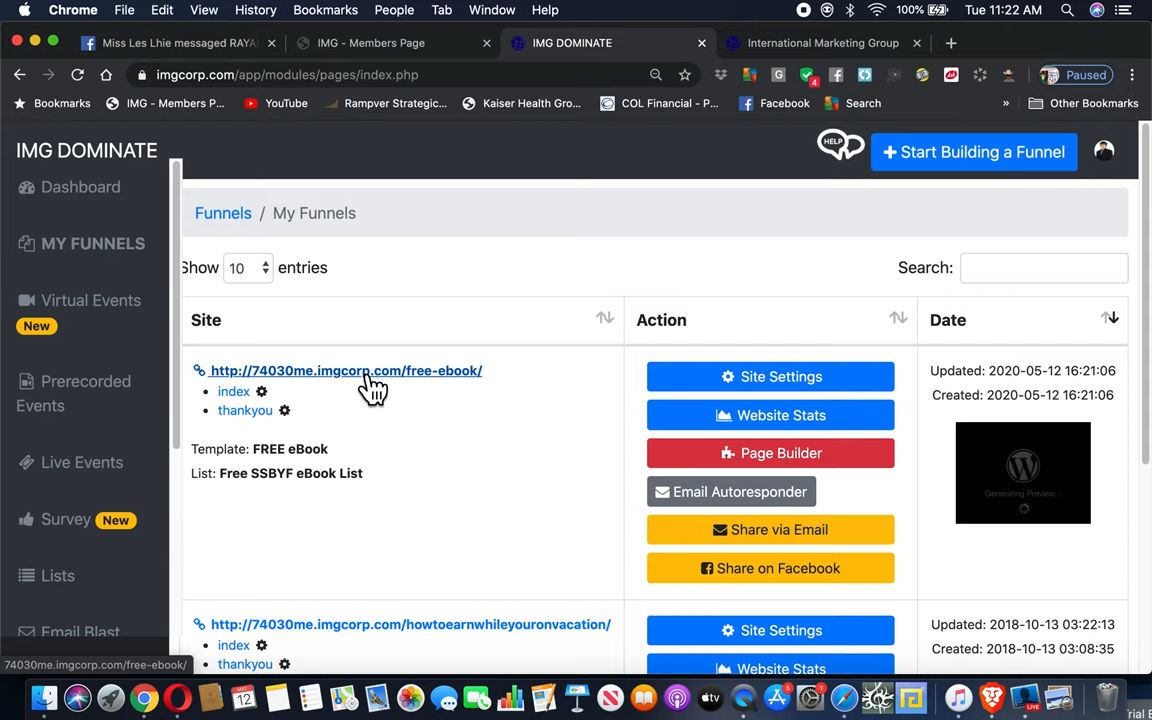 Chrome File Edit View History Bookmarks People Tab Window Help 100% Tue 11:22 AM
Miss Les Lhie messaged RAYA IMG - Members Page IMG DOMINATE International Marketing Group
imgcorp.com/app/modules/pages/index.php Paused
Bookmarks IMG - Members P... YouTube Rampver Strategic... Kaiser Health Gro... COL Financial - P... Facebook Search » Other Bookmarks
IMG DOMINATE
HELP
Start Building a Funnel
Dashboard
MY FUNNELS
Virtual Events
New
Prerecorded
Events
Live Events
Survey New
Lists
Email Blast
Funnels / My Funnels
Show 10 entries
Search:
Site Action Date
http://74030me.imgcorp.com/free-ebook/
index
thankyou
Template: FREE eBook
List: Free SSBYF eBook List
Site Settings
Website Stats
Page Builder
Email Autoresponder
Share via Email
Share on Facebook
Updated: 2020-05-12 16:21:06
Created: 2020-05-12 16:21:06
Generating Preview...
http://74030me.imgcorp.com/howtoearnwhileyouronvacation/
index
thankyou
Site Settings
Website Stats
Updated: 2018-10-13 03:22:13
Created: 2018-10-13 03:08:35
74030me.imgcorp.com/free-ebook/